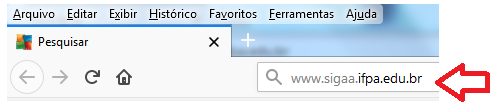 Arquivo Editar Exibir Histórico Favoritos Ferramentas Ajuda
Pesquisar
www.sigaa.ifpa.edu.br